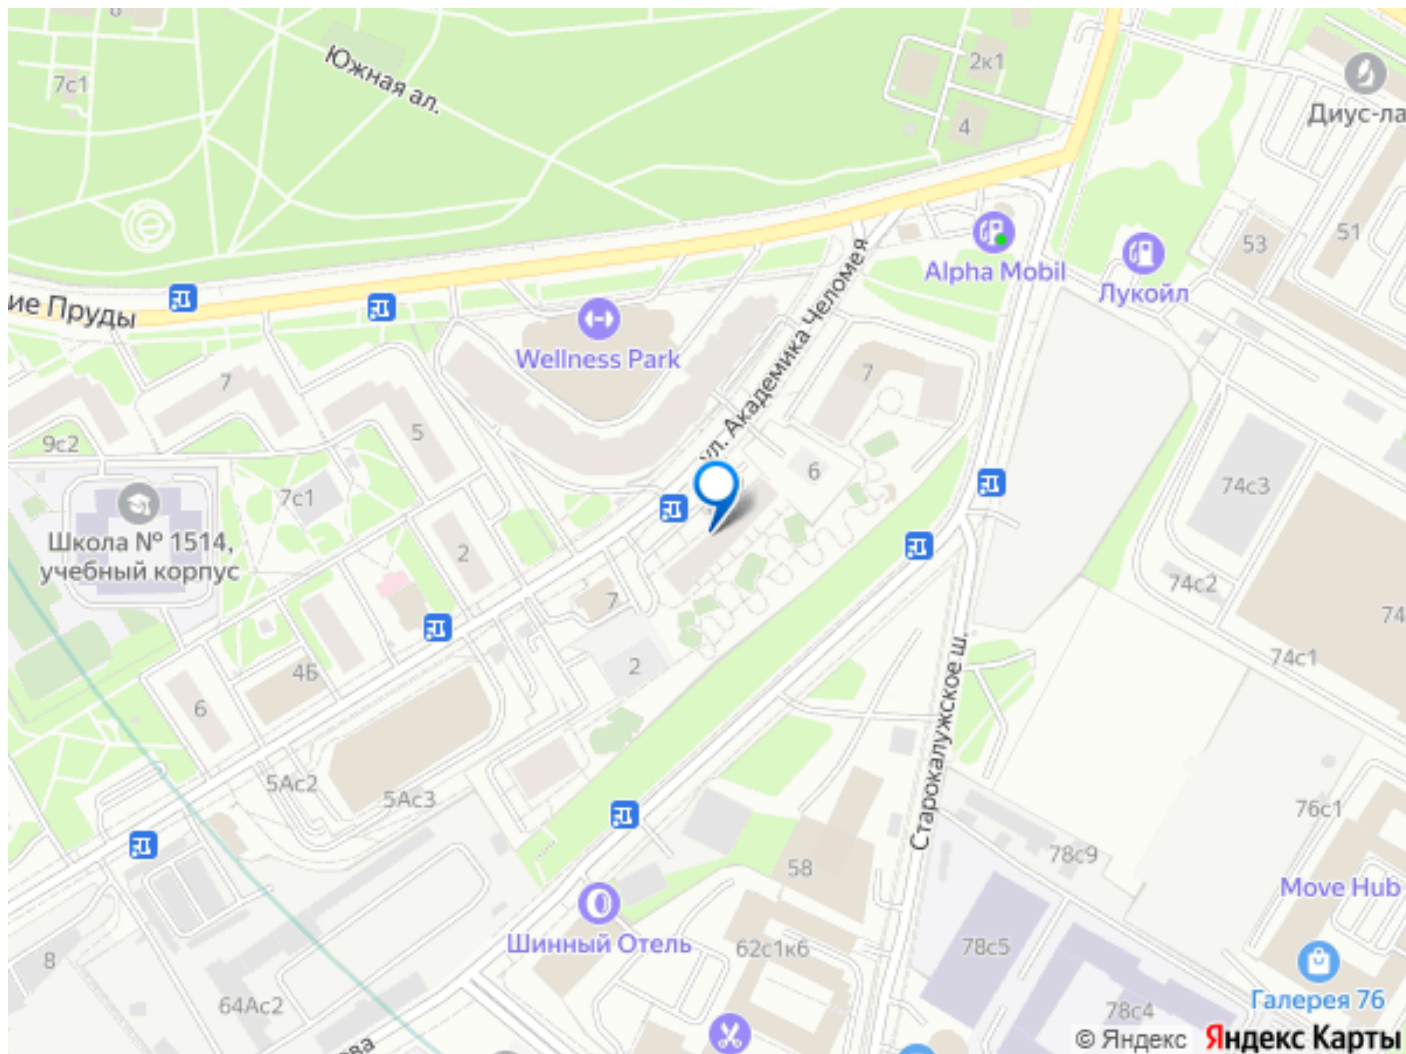 8
7с1
Южная ал.
2к1
4
Диус-ла
51
53
Alpha Mobil
Лукойл
ие Пруды
Wellness Park
ул. Академика Челомея
7
7
5
9с2
7с1
6
74с3
Школа № 1514,
учебный корпус
2
7
74с2
74
74с1
4Б
2
6
Старокалужское ш.
5Ас2
5Ас3
76с1
58
78с9
Move Hub
Шинный Отель
62с1к6
78с5
8
64Ас2
78с4
Галерея 76
ова
© Яндекс Яндекс Карты